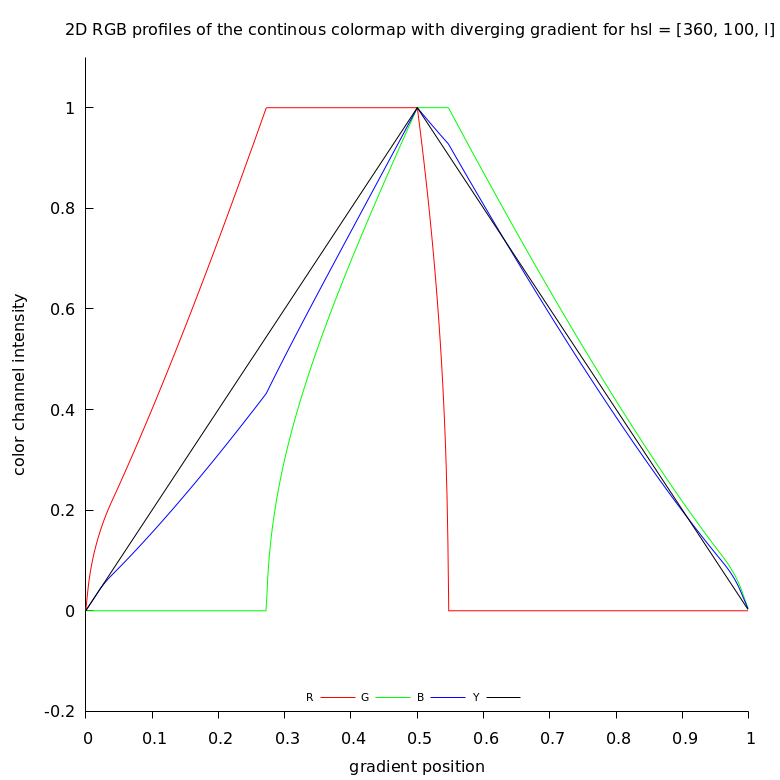 2D RGB profiles of the continous colormap with diverging gradient for hsl = [360, 100, l]
color channel intensity
1
0.8
0.6
0.4
0.2
0
-0.2
R G B Y
0 0.1 0.2 0.3 0.4 0.5 0.6 0.7 0.8 0.9 1
gradient position